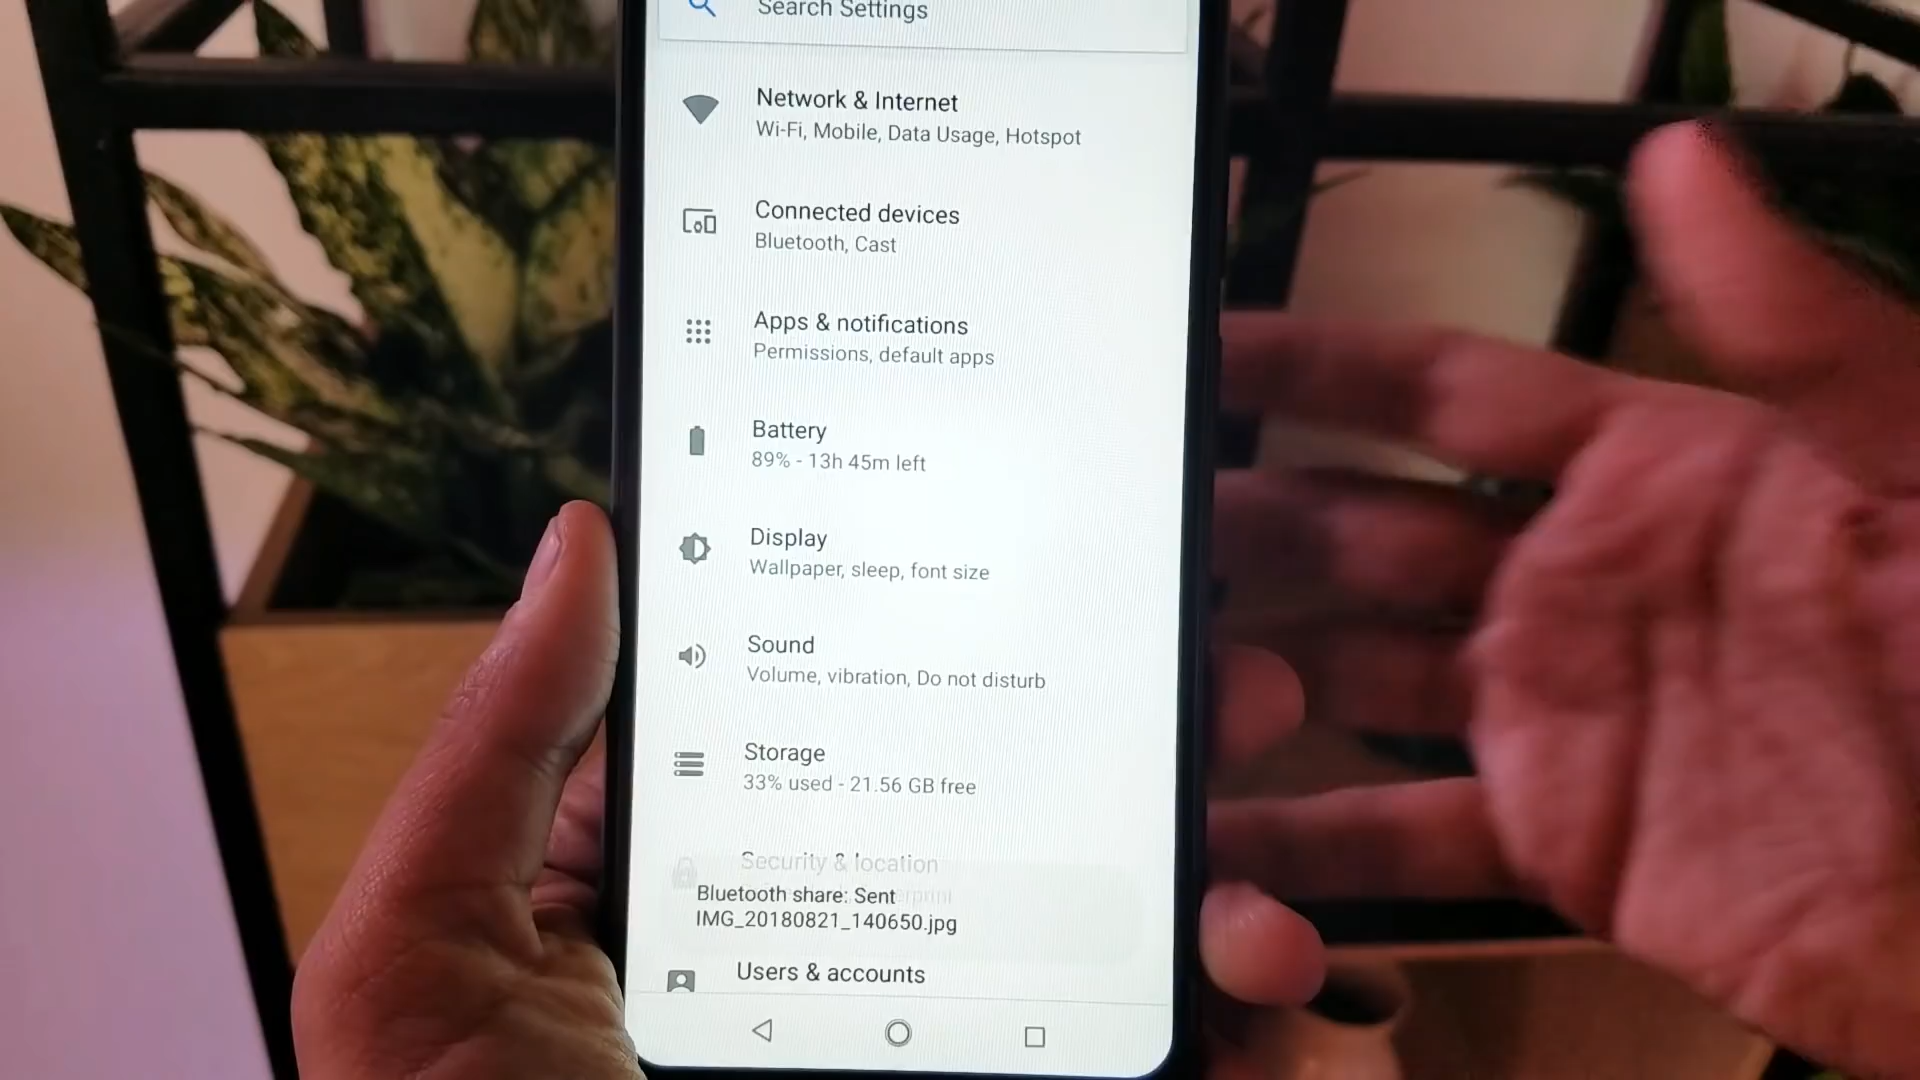 Search Settings
Network & Internet
Wi-Fi, Mobile, Data Usage, Hotspot
Connected devices
Bluetooth, Cast
Apps & notifications
Permissions, default apps
Battery
89% - 13h 45m left
Display
Wallpaper, sleep, font size
Sound
Volume, vibration, Do not disturb
Storage
33% used - 21.56 GB free
Security & location
Bluetooth share: Sent
IMG_20180821_140650.jpg
Users & accounts